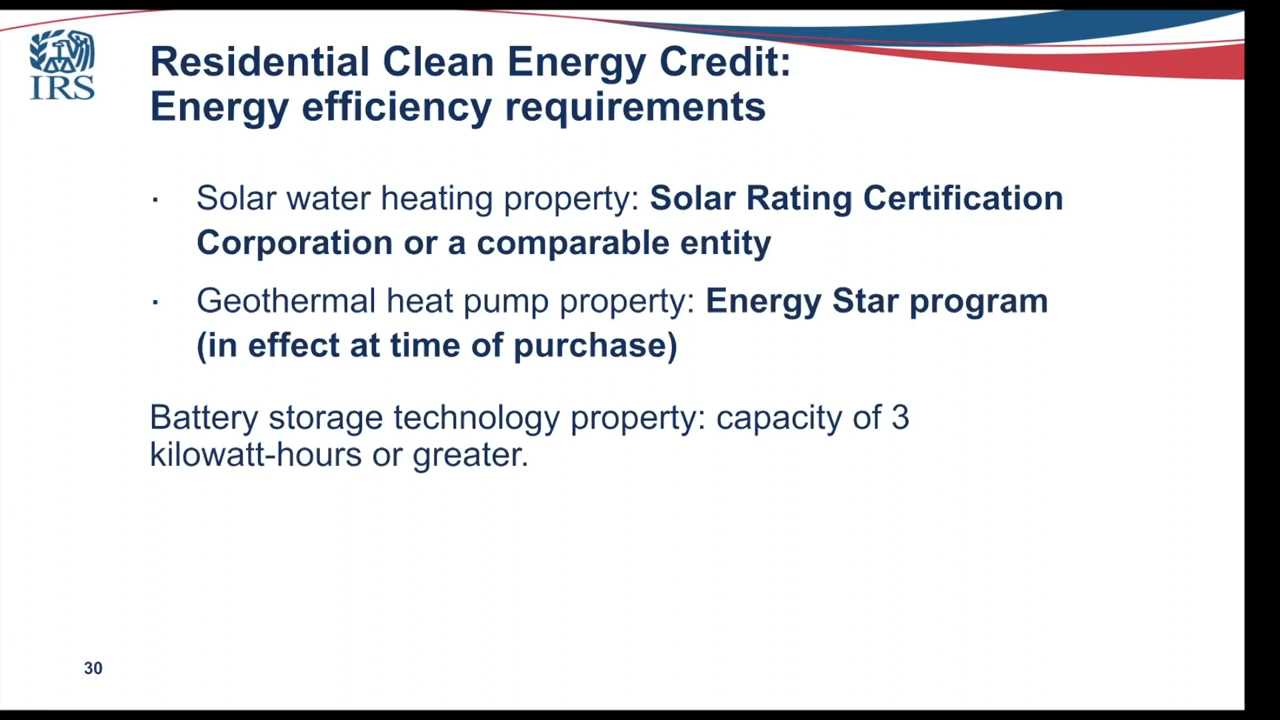 IRS
Residential Clean Energy Credit:
Energy efficiency requirements
· Solar water heating property: Solar Rating Certification
Corporation or a comparable entity
· Geothermal heat pump property: Energy Star program
(in effect at time of purchase)
Battery storage technology property: capacity of 3
kilowatt-hours or greater.
30